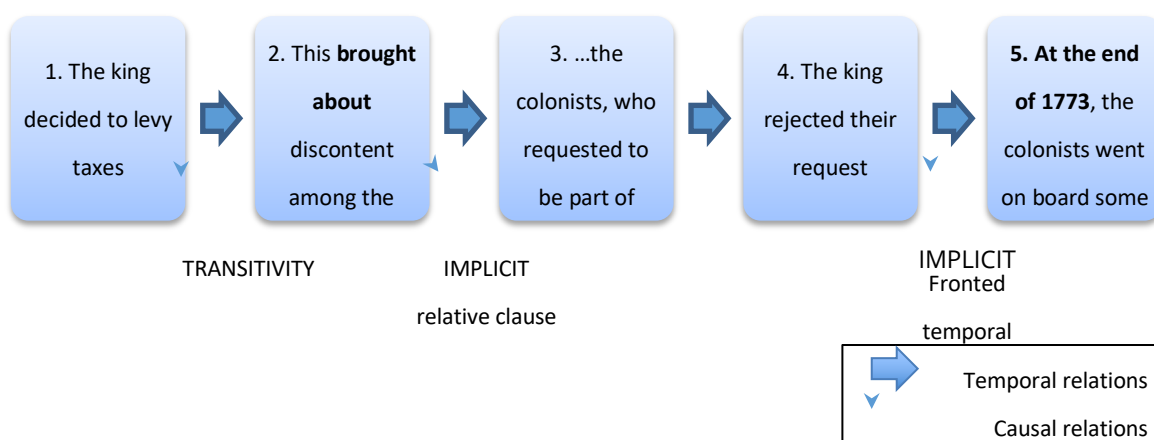 1. The king
decided to levy
taxes
2. This brought
about
discontent
among the
3. …the
colonists, who
requested to
be part of
4. The king
rejected their
request
5. At the end
of 1773, the
colonists went
on board some
TRANSITIVITY
IMPLICIT
relative clause
IMPLICIT
Fronted
temporal
Temporal relations
Causal relations